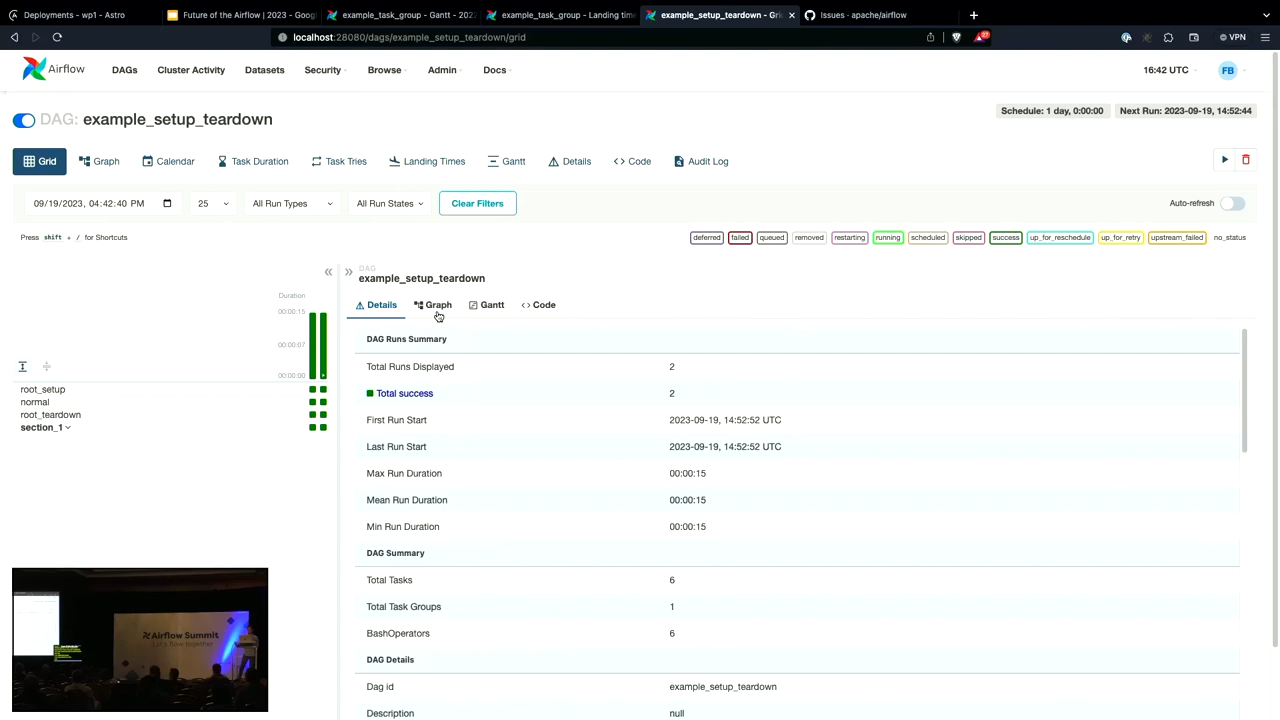 Deployments - wp1 - Astro
Future of the Airflow | 2023 - Goog
example_task_group - Gantt - 202
example_task_group - Landing time
example_setup_teardown - Gri
Issues · apache/airflow
localhost:28080/dags/example_setup_teardown/grid
27
VPN
Airflow
DAGs
Cluster Activity
Datasets
Security
Browse
Admin
Docs
16:42 UTC
FB
DAG: example_setup_teardown
Schedule: 1 day, 0:00:00
Next Run: 2023-09-19, 14:52:44
Grid
Graph
Calendar
Task Duration
Task Tries
Landing Times
Gantt
Details
<> Code
Audit Log
09/19/2023, 04:42:40 PM
25
All Run Types
All Run States
Clear Filters
Auto-refresh
Press shift + / for Shortcuts
deferred
failed
queued
removed
restarting
running
scheduled
skipped
success
up_for_reschedule
up_for_retry
upstream_failed
no_status
DAG
example_setup_teardown
Duration
00:00:15
00:00:07
00:00:00
root_setup
normal
root_teardown
section_1
Details
Graph
Gantt
<> Code
DAG Runs Summary
Total Runs Displayed 2
Total success 2
First Run Start 2023-09-19, 14:52:52 UTC
Last Run Start 2023-09-19, 14:52:52 UTC
Max Run Duration 00:00:15
Mean Run Duration 00:00:15
Min Run Duration 00:00:15
DAG Summary
Total Tasks 6
Total Task Groups 1
BashOperators 6
DAG Details
Dag id example_setup_teardown
Description null
Airflow Summit
Let's flow together